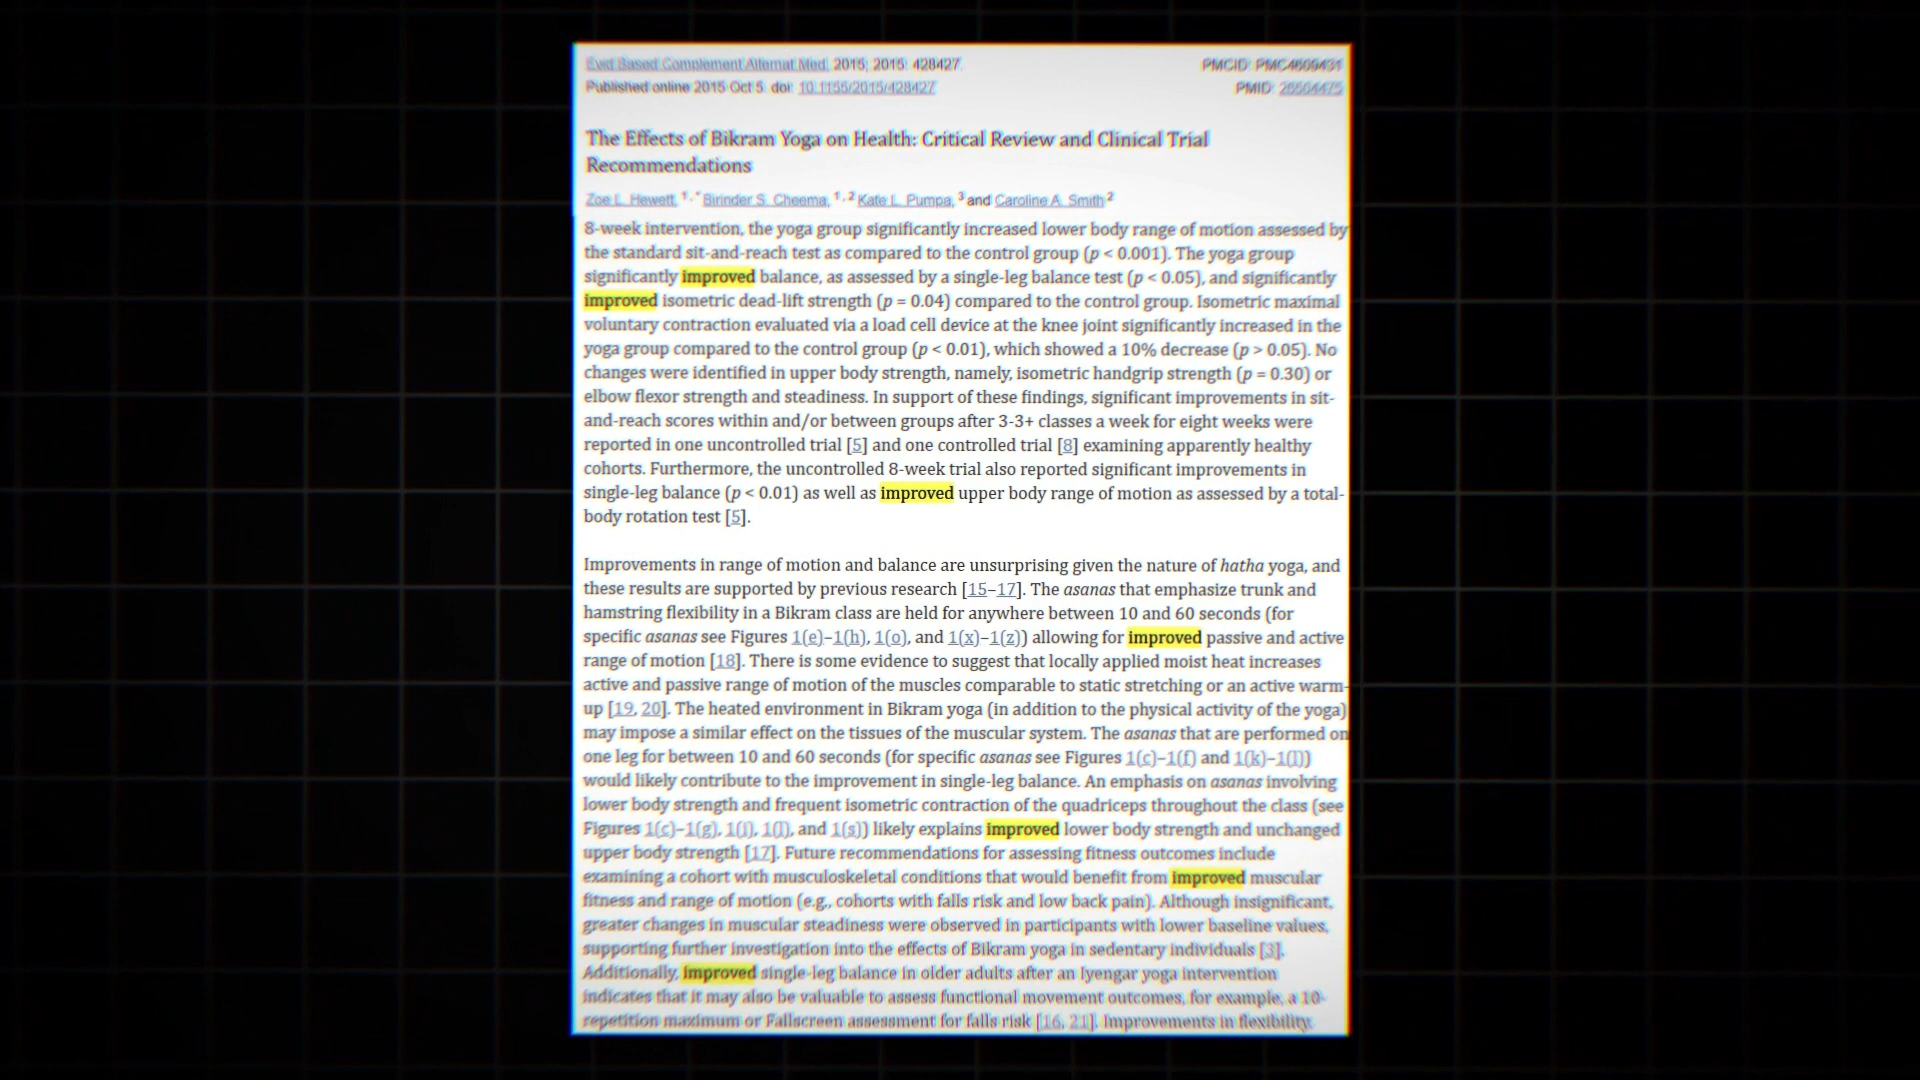 Evid Based Complement Alternat Med. 2015; 2015: 428427.
PMCID: PMC4609431
Published online 2015 Oct 5. doi: 10.1155/2015/428427
PMID: 26504475
The Effects of Bikram Yoga on Health: Critical Review and Clinical Trial
Recommendations
Zoe L. Hewett, 1, * Birinder S. Cheema, 1, 2 Kate L. Pumpa, 3 and Caroline A. Smith 2
8-week intervention, the yoga group significantly increased lower body range of motion assessed by
the standard sit-and-reach test as compared to the control group (p < 0.001). The yoga group
significantly improved balance, as assessed by a single-leg balance test (p < 0.05), and significantly
improved isometric dead-lift strength (p = 0.04) compared to the control group. Isometric maximal
voluntary contraction evaluated via a load cell device at the knee joint significantly increased in the
yoga group compared to the control group (p < 0.01), which showed a 10% decrease (p > 0.05). No
changes were identified in upper body strength, namely, isometric handgrip strength (p = 0.30) or
elbow flexor strength and steadiness. In support of these findings, significant improvements in sit-
and-reach scores within and/or between groups after 3-3+ classes a week for eight weeks were
reported in one uncontrolled trial [5] and one controlled trial [8] examining apparently healthy
cohorts. Furthermore, the uncontrolled 8-week trial also reported significant improvements in
single-leg balance (p < 0.01) as well as improved upper body range of motion as assessed by a total-
body rotation test [5].
Improvements in range of motion and balance are unsurprising given the nature of hatha yoga, and
these results are supported by previous research [15–17]. The asanas that emphasize trunk and
hamstring flexibility in a Bikram class are held for anywhere between 10 and 60 seconds (for
specific asanas see Figures 1(e)–1(h), 1(o), and 1(x)–1(z)) allowing for improved passive and active
range of motion [18]. There is some evidence to suggest that locally applied moist heat increases
active and passive range of motion of the muscles comparable to static stretching or an active warm-
up [19, 20]. The heated environment in Bikram yoga (in addition to the physical activity of the yoga)
may impose a similar effect on the tissues of the muscular system. The asanas that are performed on
one leg for between 10 and 60 seconds (for specific asanas see Figures 1(c)–1(f) and 1(k)–1(l))
would likely contribute to the improvement in single-leg balance. An emphasis on asanas involving
lower body strength and frequent isometric contraction of the quadriceps throughout the class (see
Figures 1(c)–1(g), 1(i), 1(l), and 1(s)) likely explains improved lower body strength and unchanged
upper body strength [17]. Future recommendations for assessing fitness outcomes include
examining a cohort with musculoskeletal conditions that would benefit from improved muscular
fitness and range of motion (e.g., cohorts with falls risk and low back pain). Although insignificant,
greater changes in muscular steadiness were observed in participants with lower baseline values,
supporting further investigation into the effects of Bikram yoga in sedentary individuals [3].
Additionally, improved single-leg balance in older adults after an Iyengar yoga intervention
indicates that it may also be valuable to assess functional movement outcomes, for example, a 10-
repetition maximum or Fallscreen assessment for falls risk [16, 21]. Improvements in flexibility,